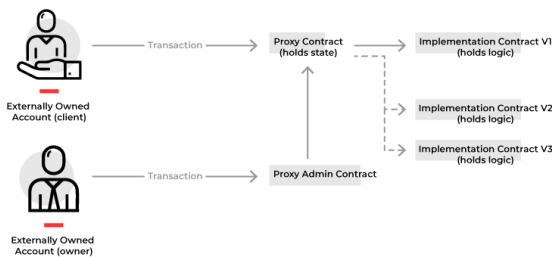 Transaction
Proxy Contract
(holds state)
Implementation Contract V1
(holds logic)
Externally Owned
Account (client)
Implementation Contract V2
(holds logic)
Implementation Contract V3
(holds logic)
Transaction
Proxy Admin Contract
Externally Owned
Account (owner)